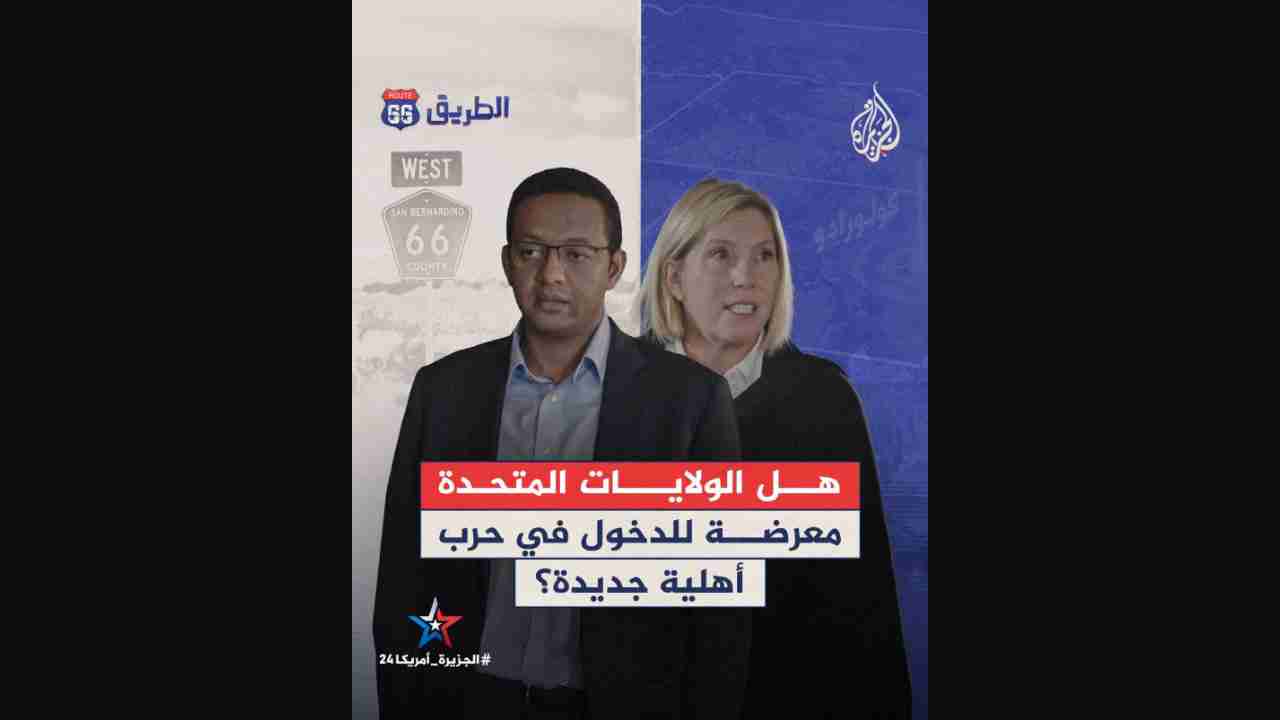 ROUTE
66 الطريق
الجزيرة
WEST
SAN BERNARDINO
66
COUNTY
كولورادو
هل الولايات المتحدة
معرضة للدخول في حرب
أهلية جديدة؟
#الجزيرة_أمريكا24